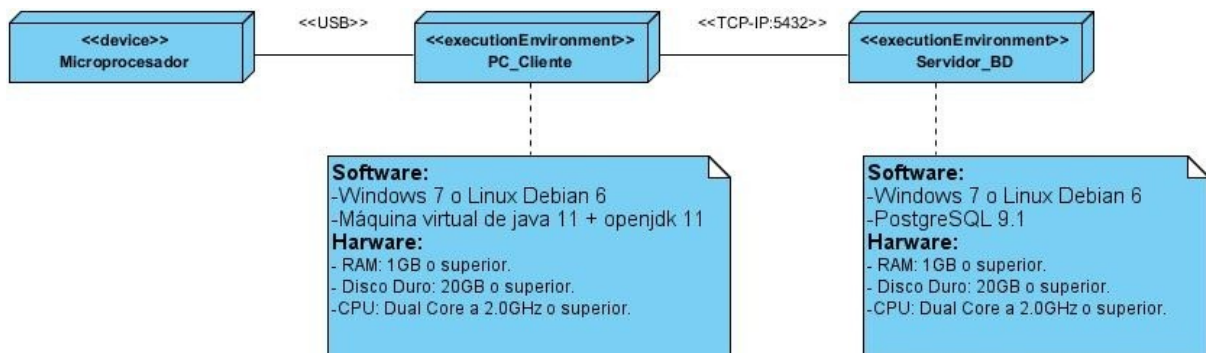 <<USB>>
<<TCP-IP:5432>>
<<device>>
Microprocesador
<<executionEnvironment>>
PC_Cliente
<<executionEnvironment>>
Servidor_BD
Software:
-Windows 7 o Linux Debian 6
-Máquina virtual de java 11 + openjdk 11
Harware:
- RAM: 1GB o superior.
- Disco Duro: 20GB o superior.
-CPU: Dual Core a 2.0GHz o superior.
Software:
-Windows 7 o Linux Debian 6
-PostgreSQL 9.1
Harware:
- RAM: 1GB o superior.
- Disco Duro: 20GB o superior.
-CPU: Dual Core a 2.0GHz o superior.